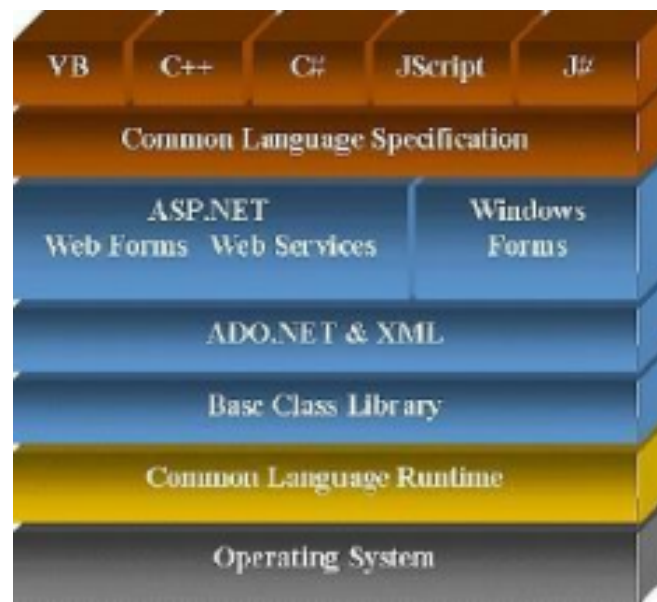 VB C++ C# JScript J#
Common Language Specification
ASP.NET Windows
Web Forms Web Services Forms
ADO.NET & XML
Base Class Library
Common Language Runtime
Operating System